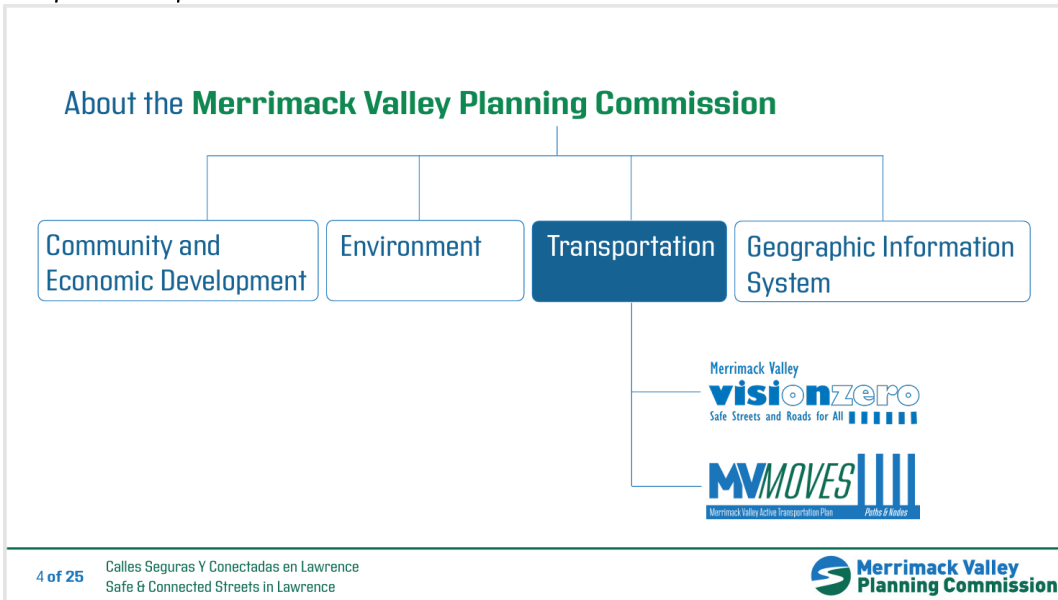 About the Merrimack Valley Planning Commission
Community and
Economic Development
Environment
Transportation
Geographic Information
System
Merrimack Valley
visionzero
Safe Streets and Roads for All
MVMOVES
Merrimack Valley Active Transportation Plan Paths & Nodes
4 of 25
Calles Seguras Y Conectadas en Lawrence
Safe & Connected Streets in Lawrence
Merrimack Valley
Planning Commission